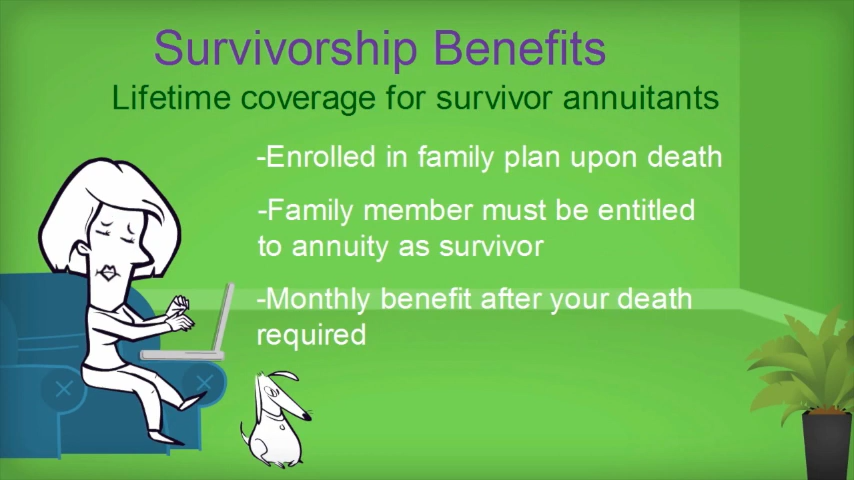 Survivorship Benefits
Lifetime coverage for survivor annuitants
-Enrolled in family plan upon death
-Family member must be entitled
to annuity as survivor
-Monthly benefit after your death
required